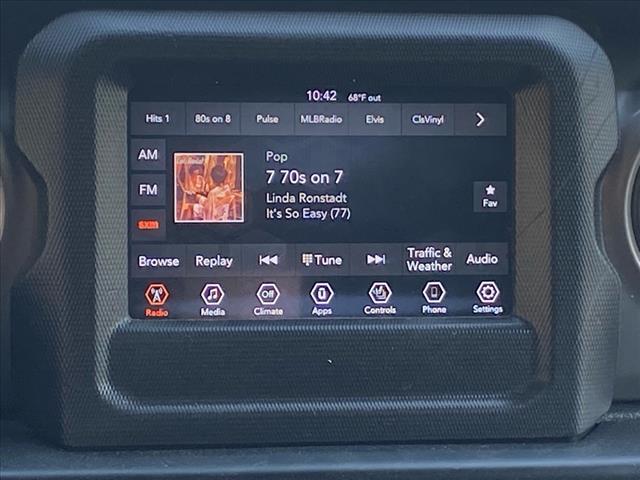 10:42 68°F out
Hits 1 80s on 8 Pulse MLBRadio Elvis ClsVinyl
AM
FM
sxm
Pop
7 70s on 7
Linda Ronstadt
It's So Easy (77)
Fav
Browse Replay Tune Traffic & Weather Audio
Off
Radio Media Climate Apps Controls Phone Settings